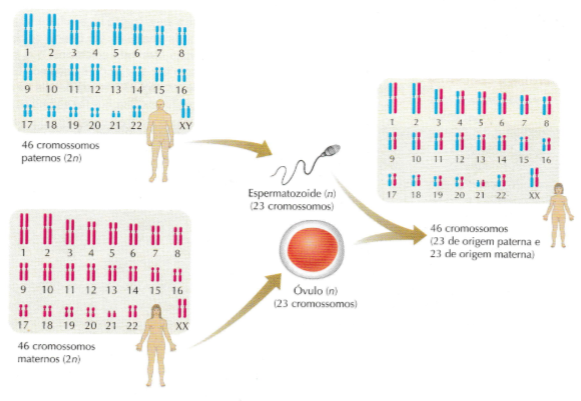 1 2 3 4 5 6 7 8
9 10 11 12 13 14 15 16
17 18 19 20 21 22 XY
46 cromossomos
paternos (2n)
Espermatozoide (n)
(23 cromossomos)
1 2 3 4 5 6 7 8
9 10 11 12 13 14 15 16
17 18 19 20 21 22 XX
46 cromossomos
(23 de origem paterna e
23 de origem materna)
1 2 3 4 5 6 7 8
9 10 11 12 13 14 15 16
17 18 19 20 21 22 XX
46 cromossomos
maternos (2n)
Óvulo (n)
(23 cromossomos)